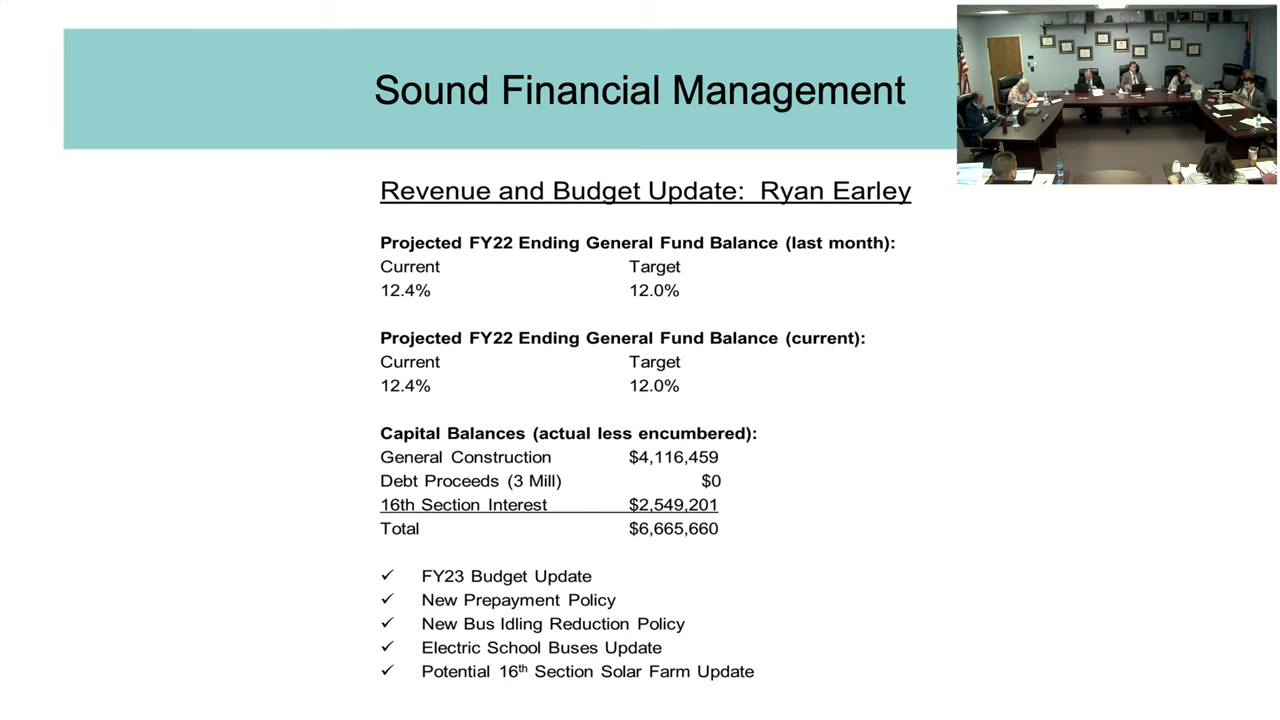 Sound Financial Management
Revenue and Budget Update: Ryan Earley
Projected FY22 Ending General Fund Balance (last month):
Current Target
12.4% 12.0%
Projected FY22 Ending General Fund Balance (current):
Current Target
12.4% 12.0%
Capital Balances (actual less encumbered):
General Construction $4,116,459
Debt Proceeds (3 Mill) $0
16th Section Interest $2,549,201
Total $6,665,660
✓ FY23 Budget Update
✓ New Prepayment Policy
✓ New Bus Idling Reduction Policy
✓ Electric School Buses Update
✓ Potential 16th Section Solar Farm Update